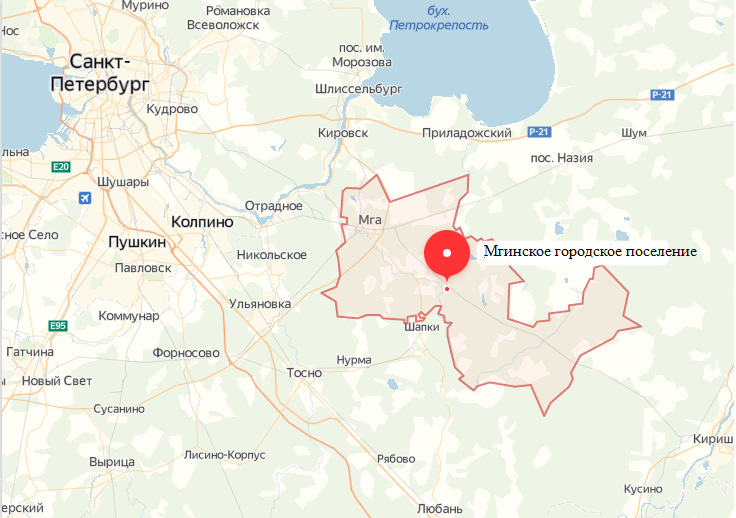 Мурино
Романовка
Всеволожск
Нос
бух.
Петрокрепость
пос. им.
Морозова
Санкт-
Петербург
Шлиссельбург
Р-21
Кудрово
Кировск
Приладожский
Р-21
Шум
льна
пос. Назия
E20
Шушары
Отрадное
Мга
Колпино
сное Село
Пушкин
Мгинское городское поселение
Никольское
Павловск
Ульяновка
Коммунар
E95
Шапки
Гатчина
Форносово
Нурма
Тосно
ы
Новый Свет
Сусанино
Кириш
Лисино-Корпус
Рябово
Вырица
Кусино
ерский
Любань